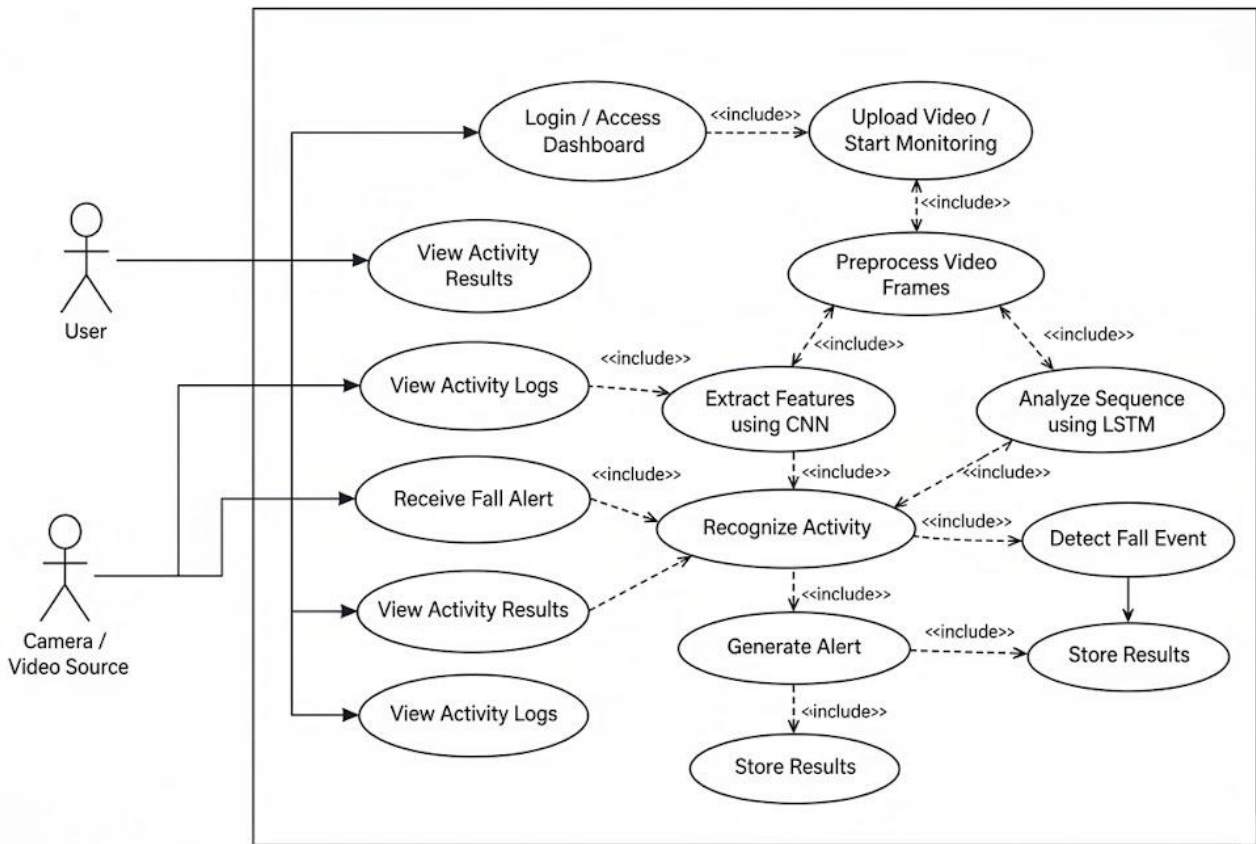 Login / Access
Dashboard
<<include>>
Upload Video /
Start Monitoring
<<include>>
User
View Activity
Results
Preprocess Video
Frames
<<include>>
<<include>>
<<include>>
View Activity Logs
Extract Features
using CNN
Analyze Sequence
using LSTM
<<include>>
<<include>>
<<include>>
Receive Fall Alert
Recognize Activity
<<include>>
Detect Fall Event
Camera /
Video Source
View Activity Results
<<include>>
<<include>>
Generate Alert
Store Results
View Activity Logs
<include>>
Store Results